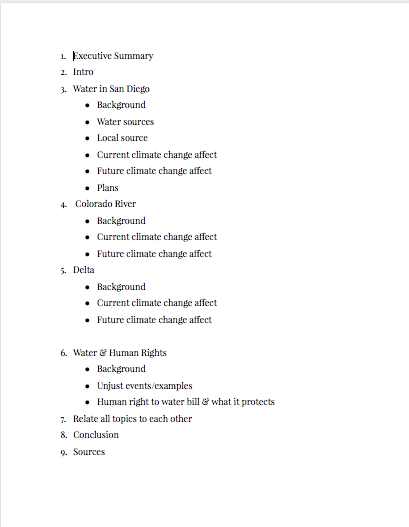 1. Executive Summary
2. Intro
3. Water in San Diego
• Background
• Water sources
• Local source
• Current climate change affect
• Future climate change affect
• Plans
4. Colorado River
• Background
• Current climate change affect
• Future climate change affect
5. Delta
• Background
• Current climate change affect
• Future climate change affect
6. Water & Human Rights
• Background
• Unjust events/examples
• Human right to water bill & what it protects
7. Relate all topics to each other
8. Conclusion
9. Sources